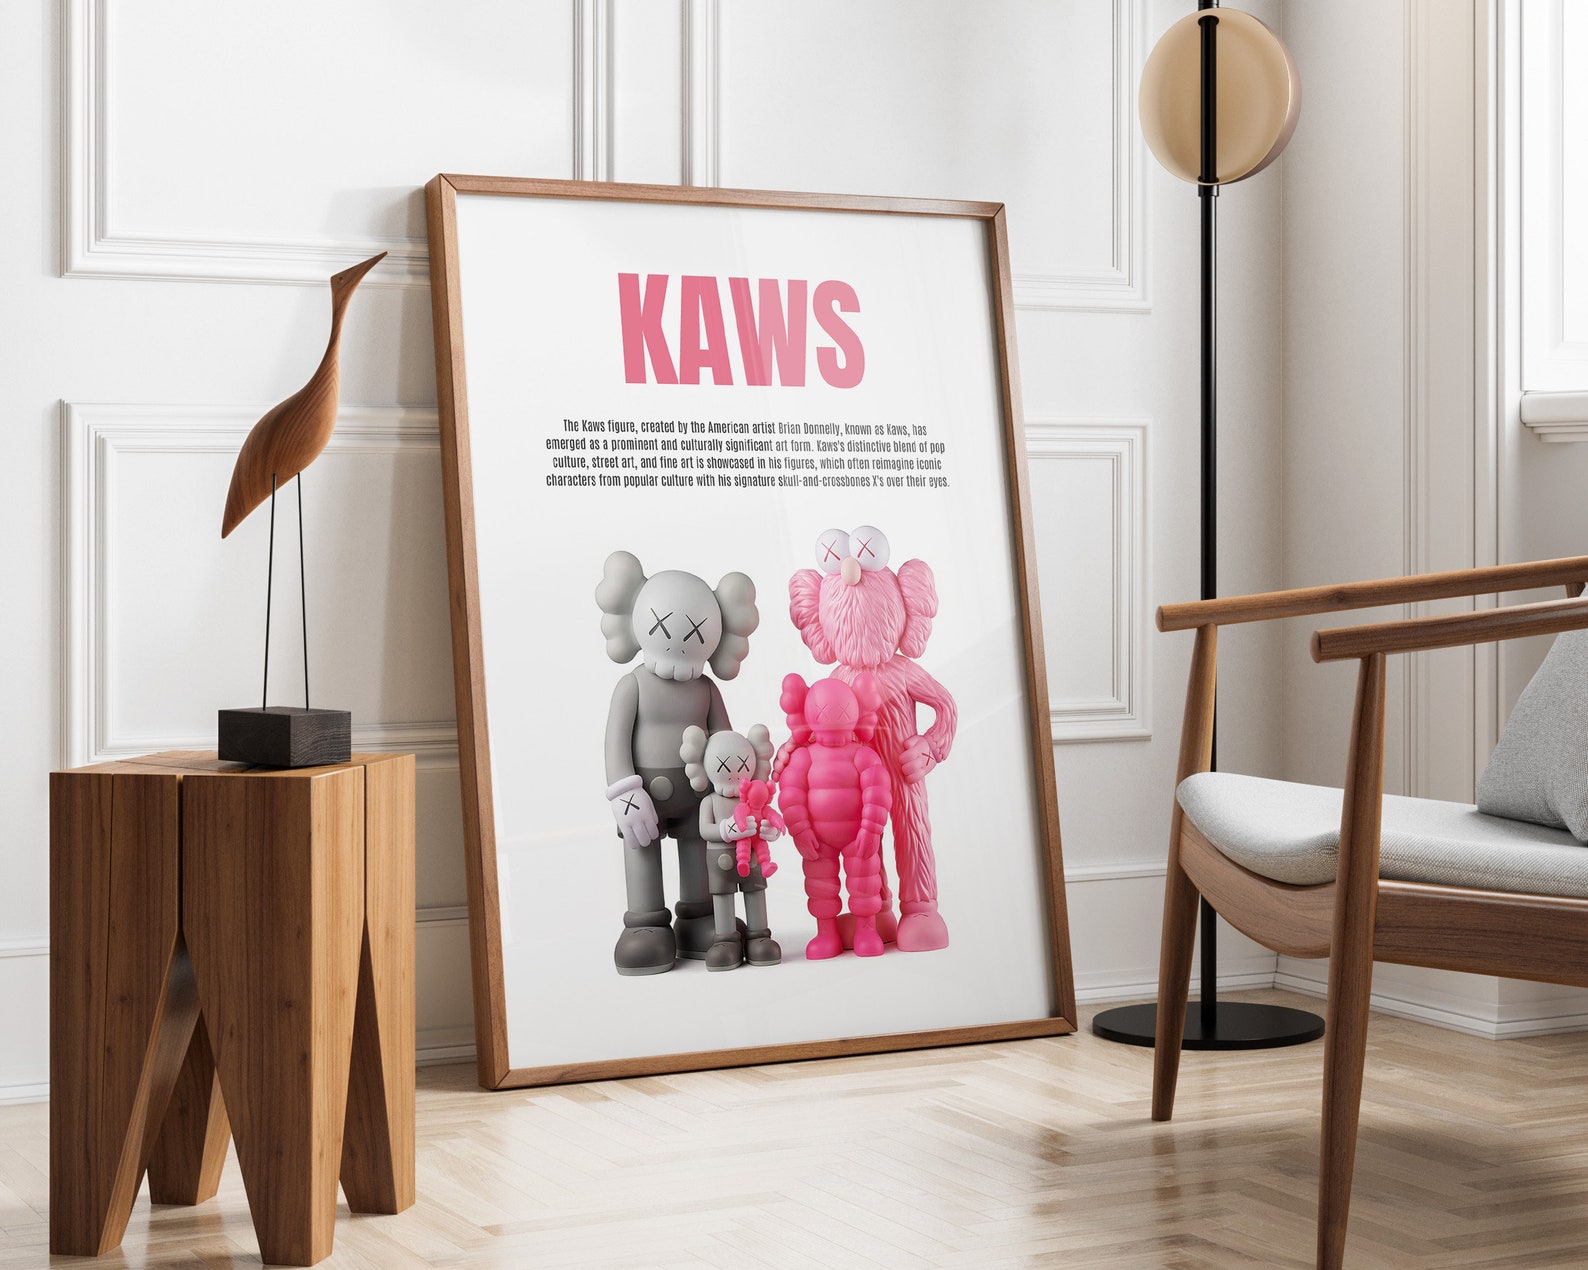 KAWS
The Kaws figure, created by the American artist Brian Donnelly, known as Kaws, has
emerged as a prominent and culturally significant art form. Kaws's distinctive blend of pop
culture, street art, and fine art is showcased in his figures, which often reimagine iconic
characters from popular culture with his signature skull-and-crossbones X's over their eyes.